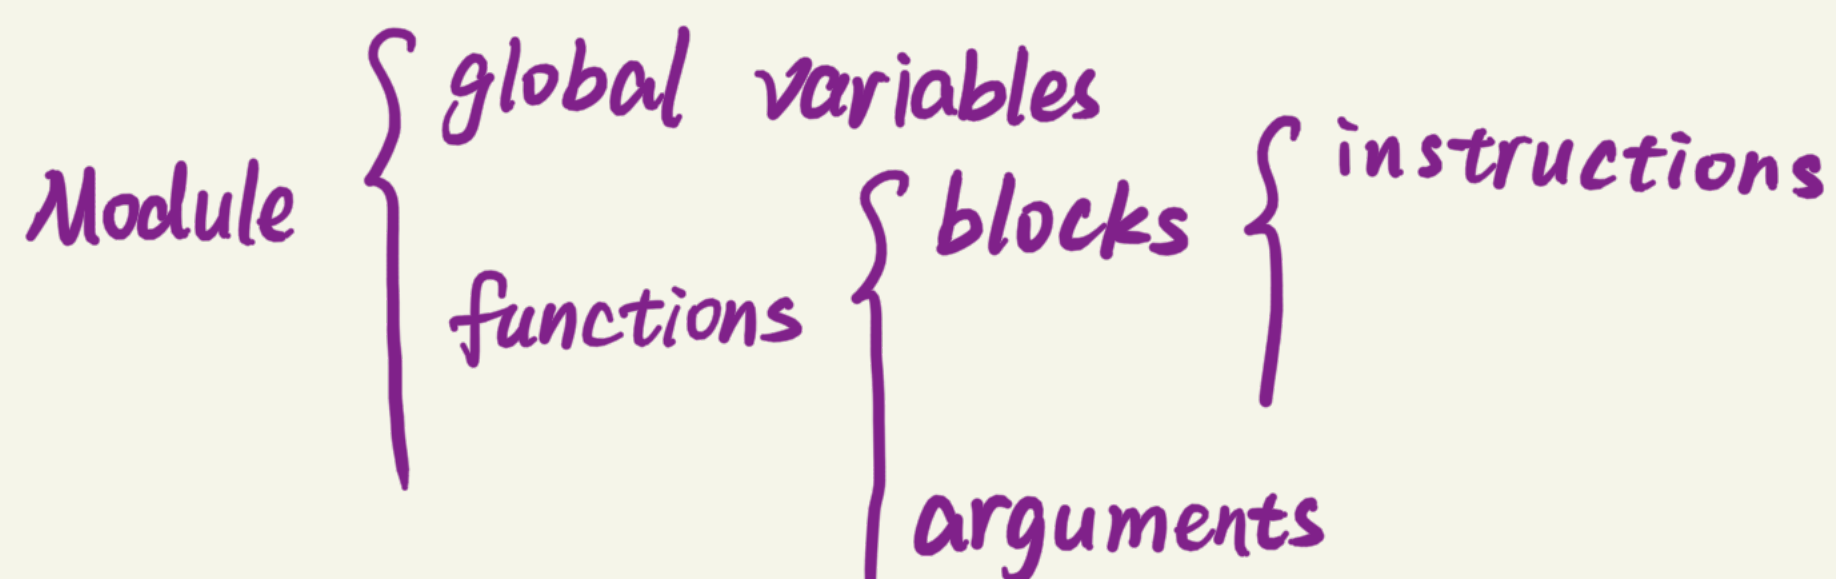 global variables
Module
instructions
blocks
functions
arguments